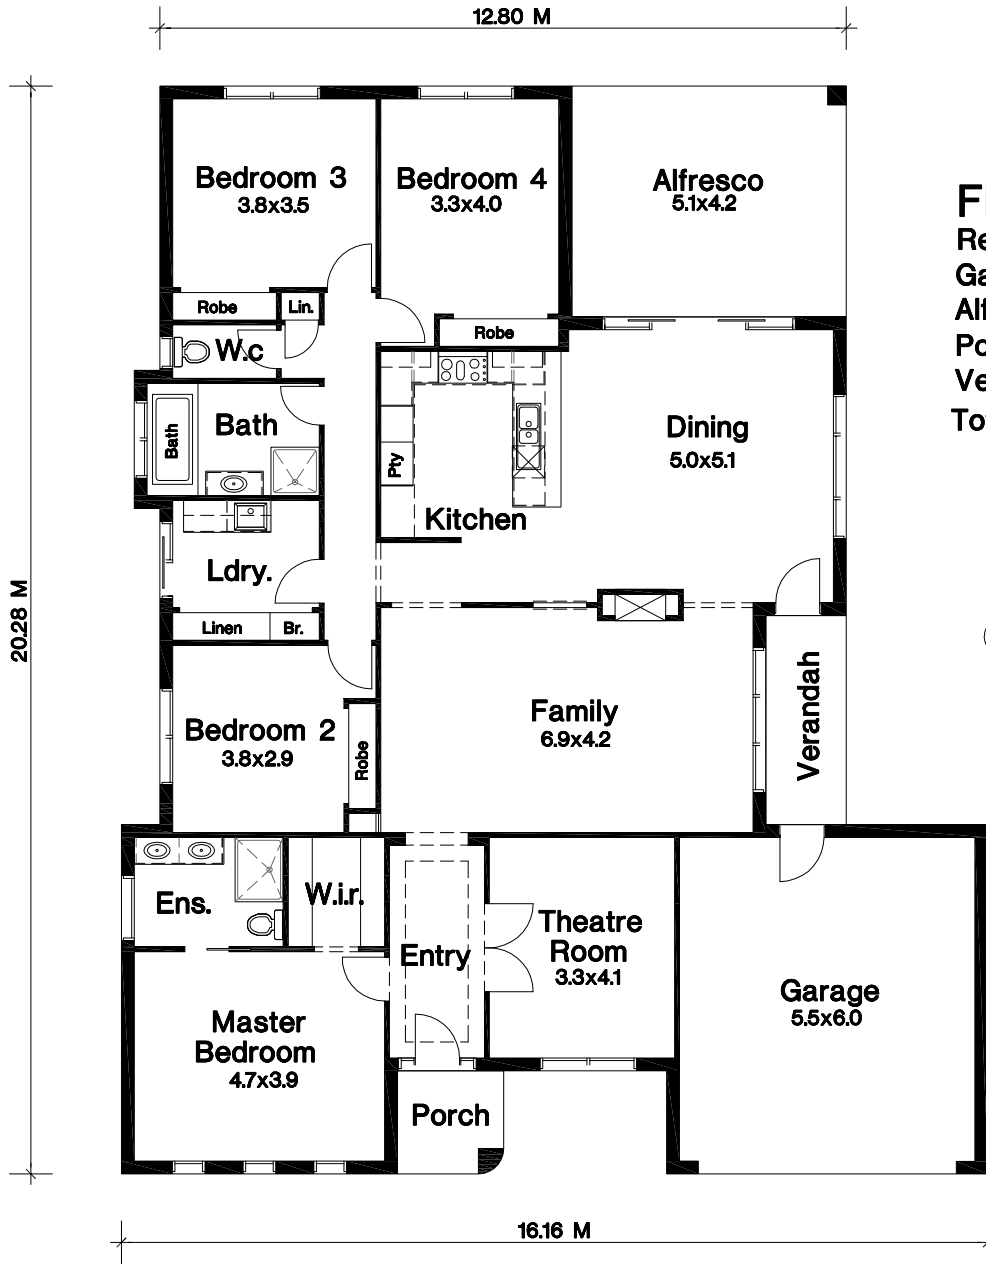 12.80 M
Bedroom 3
3.8x3.5
Bedroom 4
3.3x4.0
Alfresco
5.1x4.2
Robe
Lin.
Robe
W.c
Bath
Bath
Pty
Kitchen
Dining
5.0x5.1
Ldry.
Linen
Br.
20.28 M
Bedroom 2
3.8x2.9
Robe
Family
6.9x4.2
Verandah
Ens.
W.i.r.
Entry
Theatre
Room
3.3x4.1
Garage
5.5x6.0
Master
Bedroom
4.7x3.9
Porch
16.16 M